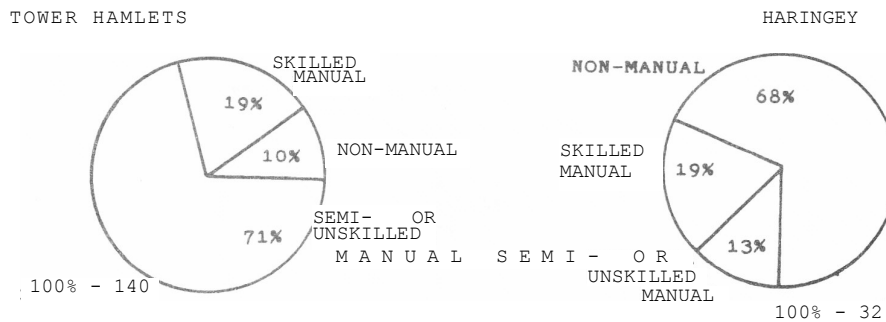 TOWER HAMLETS
HARINGEY
SKILLED
MANUAL
19%
10%
NON-MANUAL
SEMI- OR
UNSKILLED
71%
100% - 140
NON-MANUAL
68%
SKILLED
MANUAL
19%
13%
MANUAL SEMI- OR
UNSKILLED
MANUAL
100% - 32